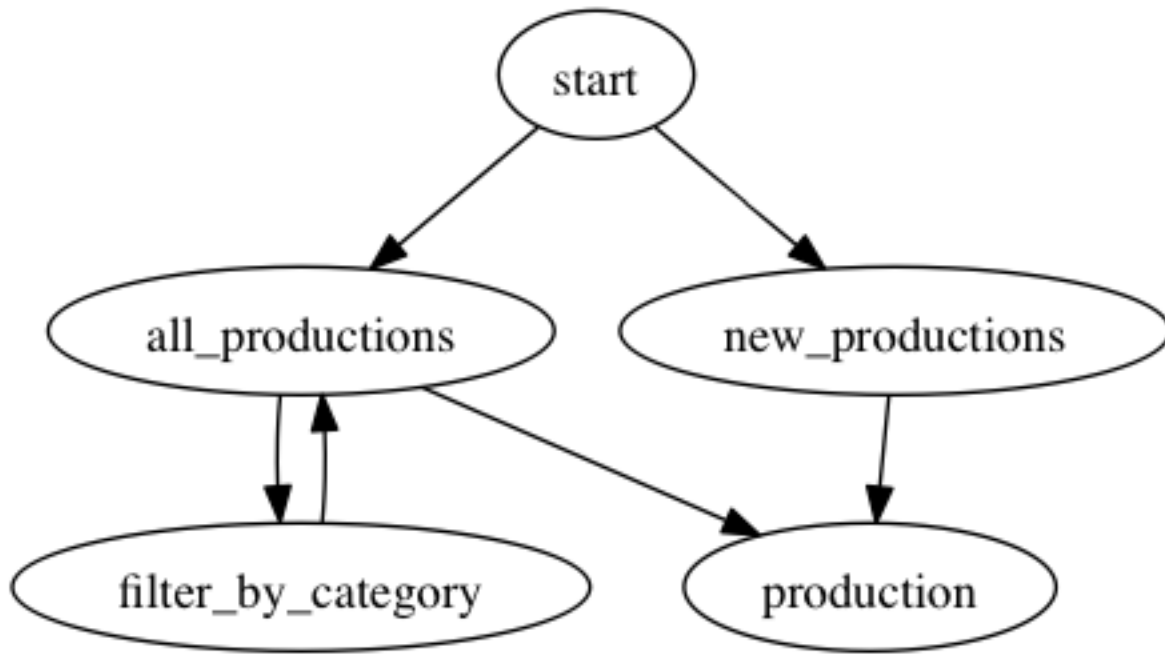 start
all_productions
new_productions
filter_by_category
production